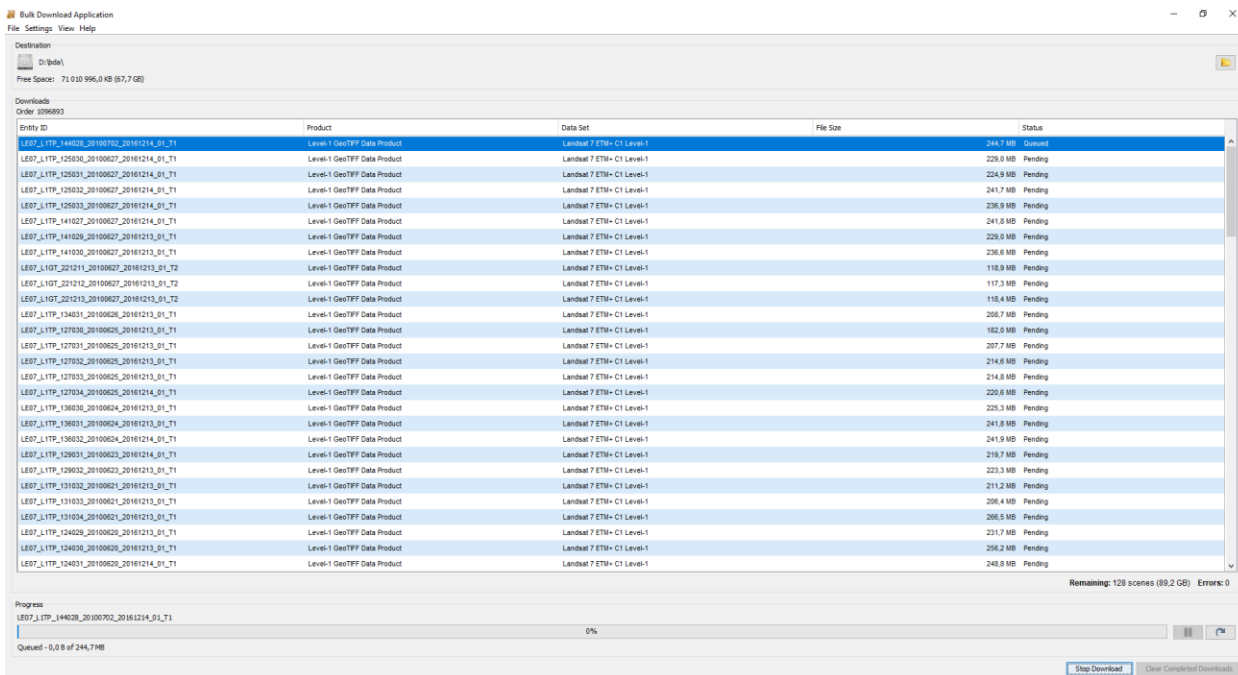 Bulk Download Application
File Settings View Help
Destination
D:\bda\
Free Space: 71 010 996,0 KB (67,7 GB)
Downloads
Order 1096893
Entity ID Product Data Set File Size Status
LE07_L1TP_144028_20100702_20161214_01_T1 Level-1 GeoTIFF Data Product Landsat 7 ETM+ C1 Level-1 244,7 MB Queued
LE07_L1TP_125030_20100627_20161214_01_T1 Level-1 GeoTIFF Data Product Landsat 7 ETM+ C1 Level-1 229,0 MB Pending
LE07_L1TP_125031_20100627_20161214_01_T1 Level-1 GeoTIFF Data Product Landsat 7 ETM+ C1 Level-1 224,9 MB Pending
LE07_L1TP_125032_20100627_20161214_01_T1 Level-1 GeoTIFF Data Product Landsat 7 ETM+ C1 Level-1 241,7 MB Pending
LE07_L1TP_125033_20100627_20161214_01_T1 Level-1 GeoTIFF Data Product Landsat 7 ETM+ C1 Level-1 236,9 MB Pending
LE07_L1TP_141027_20100627_20161214_01_T1 Level-1 GeoTIFF Data Product Landsat 7 ETM+ C1 Level-1 241,8 MB Pending
LE07_L1TP_141029_20100627_20161213_01_T1 Level-1 GeoTIFF Data Product Landsat 7 ETM+ C1 Level-1 229,0 MB Pending
LE07_L1TP_141030_20100627_20161213_01_T1 Level-1 GeoTIFF Data Product Landsat 7 ETM+ C1 Level-1 236,6 MB Pending
LE07_L1GT_221211_20100627_20161213_01_T2 Level-1 GeoTIFF Data Product Landsat 7 ETM+ C1 Level-1 118,9 MB Pending
LE07_L1GT_221212_20100627_20161213_01_T2 Level-1 GeoTIFF Data Product Landsat 7 ETM+ C1 Level-1 117,3 MB Pending
LE07_L1GT_221213_20100627_20161213_01_T2 Level-1 GeoTIFF Data Product Landsat 7 ETM+ C1 Level-1 118,4 MB Pending
LE07_L1TP_134031_20100626_20161213_01_T1 Level-1 GeoTIFF Data Product Landsat 7 ETM+ C1 Level-1 208,7 MB Pending
LE07_L1TP_127030_20100625_20161213_01_T1 Level-1 GeoTIFF Data Product Landsat 7 ETM+ C1 Level-1 182,0 MB Pending
LE07_L1TP_127031_20100625_20161213_01_T1 Level-1 GeoTIFF Data Product Landsat 7 ETM+ C1 Level-1 207,7 MB Pending
LE07_L1TP_127032_20100625_20161213_01_T1 Level-1 GeoTIFF Data Product Landsat 7 ETM+ C1 Level-1 214,6 MB Pending
LE07_L1TP_127033_20100625_20161213_01_T1 Level-1 GeoTIFF Data Product Landsat 7 ETM+ C1 Level-1 214,8 MB Pending
LE07_L1TP_127034_20100625_20161214_01_T1 Level-1 GeoTIFF Data Product Landsat 7 ETM+ C1 Level-1 220,6 MB Pending
LE07_L1TP_136030_20100624_20161213_01_T1 Level-1 GeoTIFF Data Product Landsat 7 ETM+ C1 Level-1 225,3 MB Pending
LE07_L1TP_136031_20100624_20161213_01_T1 Level-1 GeoTIFF Data Product Landsat 7 ETM+ C1 Level-1 241,8 MB Pending
LE07_L1TP_136032_20100624_20161214_01_T1 Level-1 GeoTIFF Data Product Landsat 7 ETM+ C1 Level-1 241,9 MB Pending
LE07_L1TP_129031_20100623_20161214_01_T1 Level-1 GeoTIFF Data Product Landsat 7 ETM+ C1 Level-1 219,7 MB Pending
LE07_L1TP_129032_20100623_20161213_01_T1 Level-1 GeoTIFF Data Product Landsat 7 ETM+ C1 Level-1 223,3 MB Pending
LE07_L1TP_131032_20100621_20161213_01_T1 Level-1 GeoTIFF Data Product Landsat 7 ETM+ C1 Level-1 211,2 MB Pending
LE07_L1TP_131033_20100621_20161213_01_T1 Level-1 GeoTIFF Data Product Landsat 7 ETM+ C1 Level-1 206,4 MB Pending
LE07_L1TP_131034_20100621_20161213_01_T1 Level-1 GeoTIFF Data Product Landsat 7 ETM+ C1 Level-1 266,5 MB Pending
LE07_L1TP_124029_20100620_20161213_01_T1 Level-1 GeoTIFF Data Product Landsat 7 ETM+ C1 Level-1 231,7 MB Pending
LE07_L1TP_124030_20100620_20161213_01_T1 Level-1 GeoTIFF Data Product Landsat 7 ETM+ C1 Level-1 256,2 MB Pending
LE07_L1TP_124031_20100620_20161214_01_T1 Level-1 GeoTIFF Data Product Landsat 7 ETM+ C1 Level-1 248,8 MB Pending
Remaining: 128 scenes (89,2 GB) Errors: 0
Progress
LE07_L1TP_144028_20100702_20161214_01_T1
0%
Queued - 0,0 B of 244,7 MB
Stop Download Clear Completed Downloads